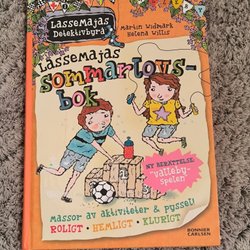 LasseMajas
Detektivbyrå
Martin Widmark
Helena Willis
LasseMajas
sommarlovs-
bok
NY BERÄTTELSE:
"Valleby-
spelen"
Massor av aktiviteter & pyssel!
ROLIGT · HEMLIGT · KLURIGT
BONNIER
CARLSEN